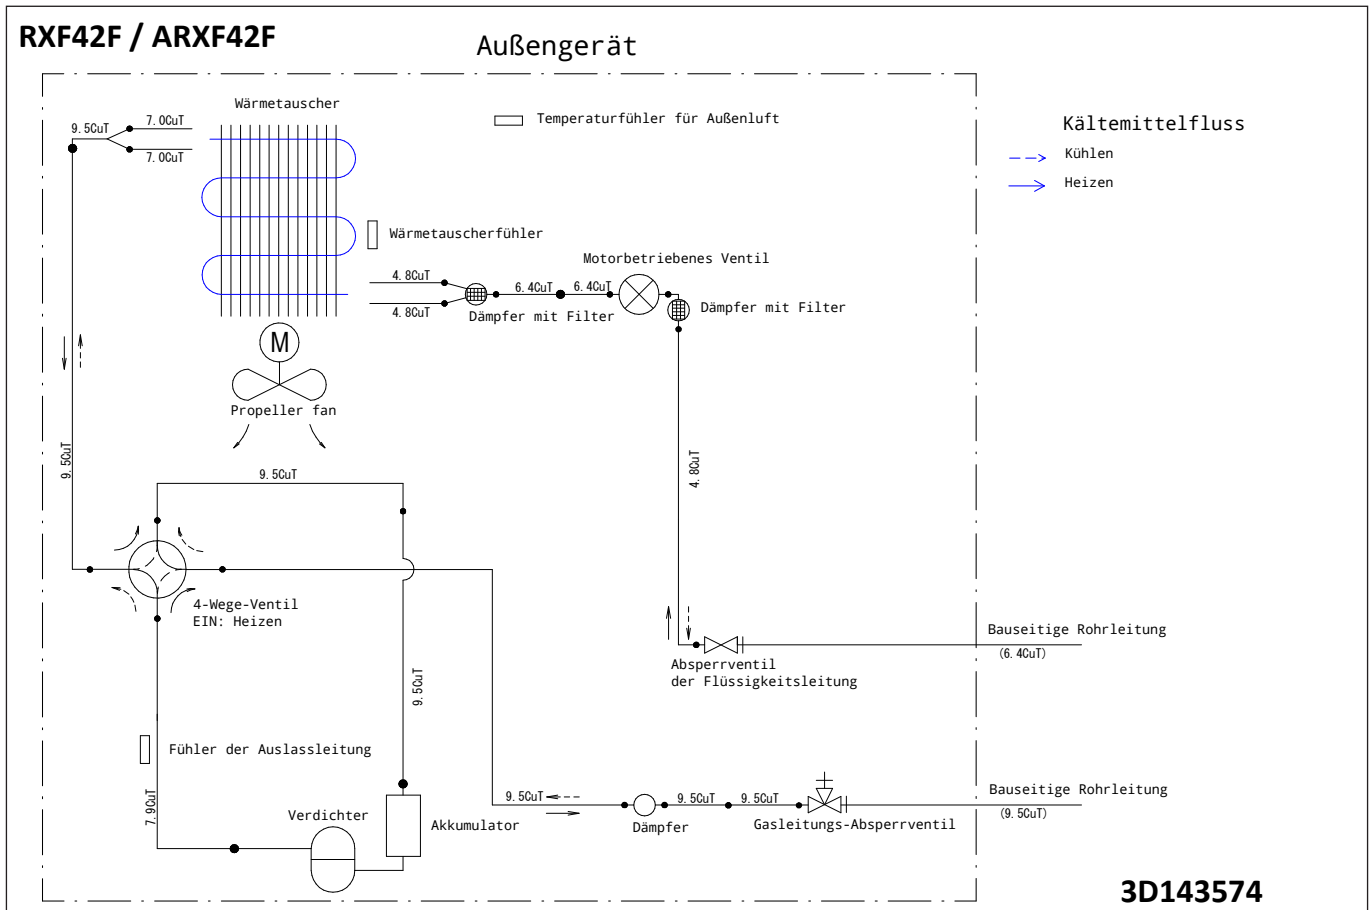 RXF42F / ARXF42F
Außengerät
Wärmetauscher
7.0CuT
9.5CuT
7.0CuT
Temperaturfühler für Außenluft
Kältemittelfluss
Kühlen
Heizen
Wärmetauscherfühler
Motorbetriebenes Ventil
4.8CuT
6.4CuT
6.4CuT
4.8CuT
Dämpfer mit Filter
Dämpfer mit Filter
M
Propeller fan
9.5CuT
9.5CuT
4.8CuT
4-Wege-Ventil
EIN: Heizen
Bauseitige Rohrleitung
(6.4CuT)
Absperrventil
der Flüssigkeitsleitung
9.5CuT
Fühler der Auslassleitung
7.9CuT
Verdichter
Akkumulator
9.5CuT
Dämpfer
9.5CuT
9.5CuT
Gasleitungs-Absperrventil
Bauseitige Rohrleitung
(9.5CuT)
3D143574